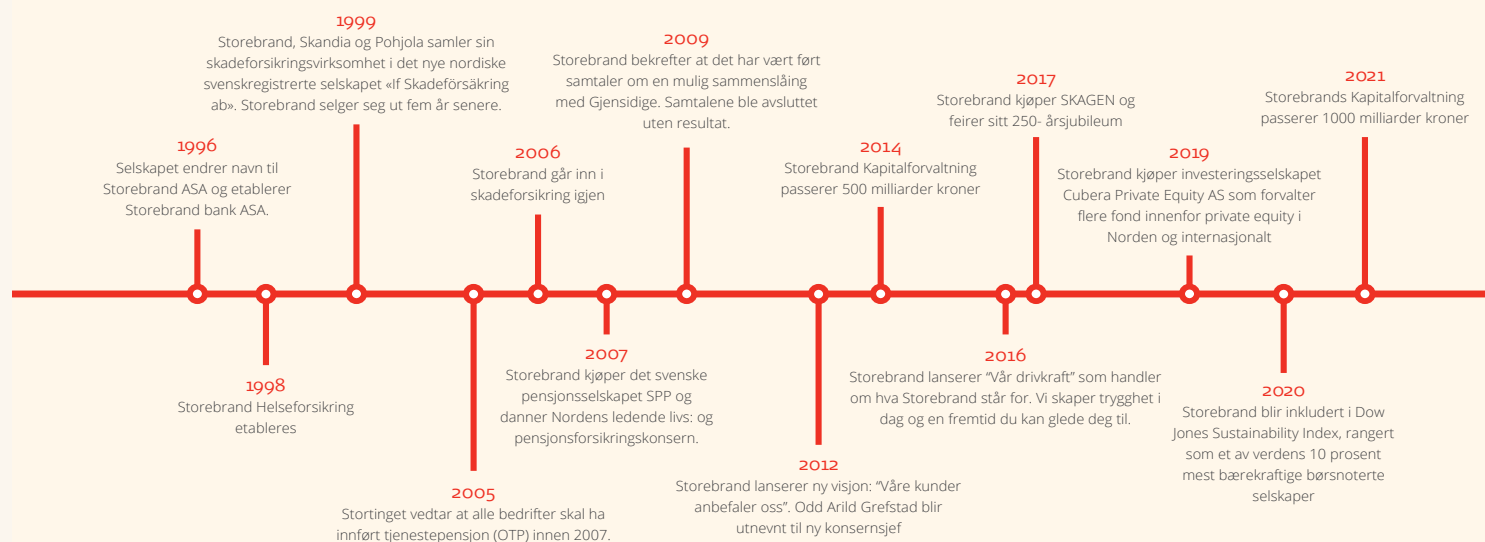 1999
Storebrand, Skandia og Pohjola samler sin
skadeforsikringsvirksomhet i det nye nordiske
svenskregistrerte selskapet «If Skadeförsäkring
ab». Storebrand selger seg ut fem år senere.
2009
Storebrand bekrefter at det har vært ført
samtaler om en mulig sammenslåing
med Gjensidige. Samtalene ble avsluttet
uten resultat.
2017
Storebrand kjøper SKAGEN og
feirer sitt 250- årsjubileum
2021
Storebrands Kapitalforvaltning
passerer 1000 milliarder kroner
1996
Selskapet endrer navn til
Storebrand ASA og etablerer
Storebrand bank ASA.
2006
Storebrand går inn i
skadeforsikring igjen
2014
Storebrand Kapitalforvaltning
passerer 500 milliarder kroner
2019
Storebrand kjøper investeringsselskapet
Cubera Private Equity AS som forvalter
flere fond innenfor private equity i
Norden og internasjonalt
1998
Storebrand Helseforsikring
etableres
2007
Storebrand kjøper det svenske
pensjonsselskapet SPP og
danner Nordens ledende livs: og
pensjonsforsikringskonsern.
2016
Storebrand lanserer “Vår drivkraft” som handler
om hva Storebrand står for. Vi skaper trygghet i
dag og en fremtid du kan glede deg til.
2020
Storebrand blir inkludert i Dow
Jones Sustainability Index, rangert
som et av verdens 10 prosent
mest bærekraftige børsnoterte
selskaper
2005
Stortinget vedtar at alle bedrifter skal ha
innført tjenestepensjon (OTP) innen 2007.
2012
Storebrand lanserer ny visjon: “Våre kunder
anbefaler oss”. Odd Arild Grefstad blir
utnevnt til ny konsernsjef